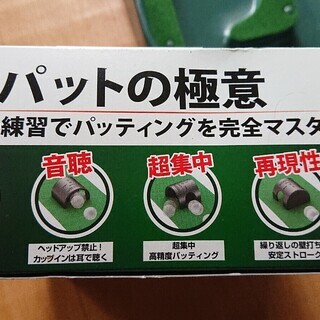 パットの極意
練習でパッティングを完全マスタ
音聴
超集中
再現性
ヘッドアップ禁止!
カップインは耳で聴く
超集中
高精度パッティング
繰り返しの壁打ち
安定ストローク